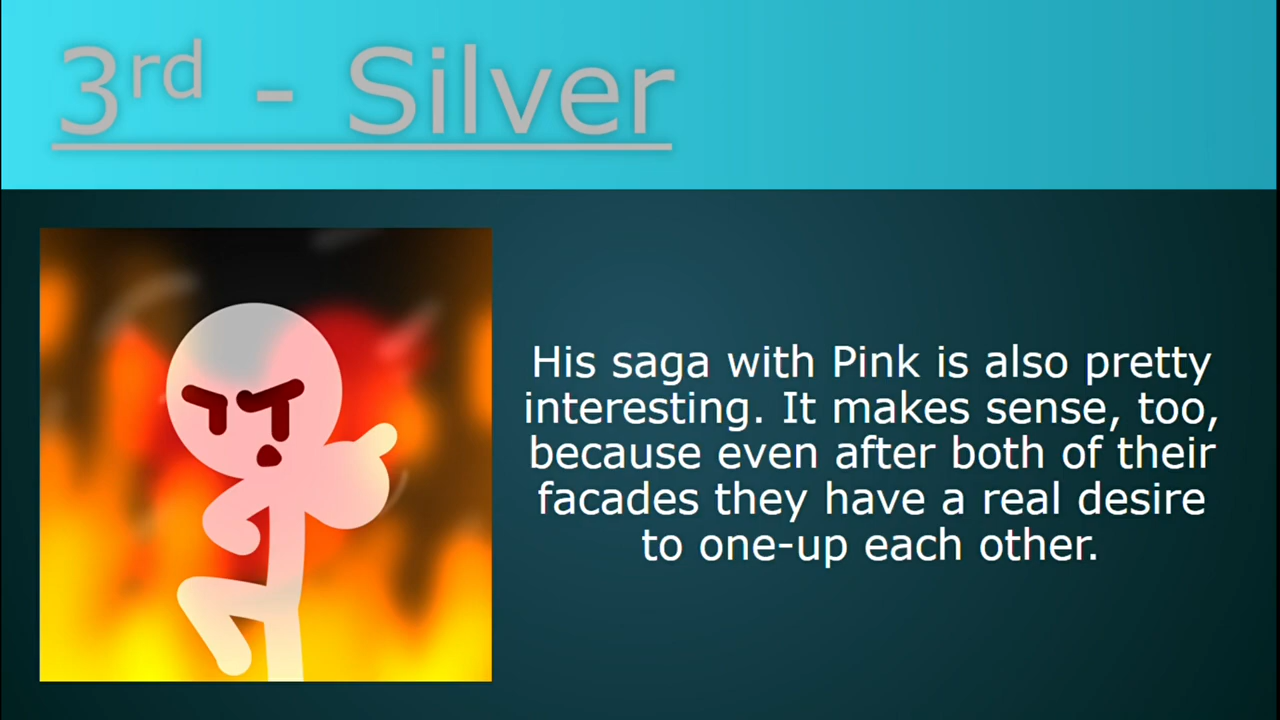 3rd - Silver
His saga with Pink is also pretty
interesting. It makes sense, too,
because even after both of their
facades they have a real desire
to one-up each other.